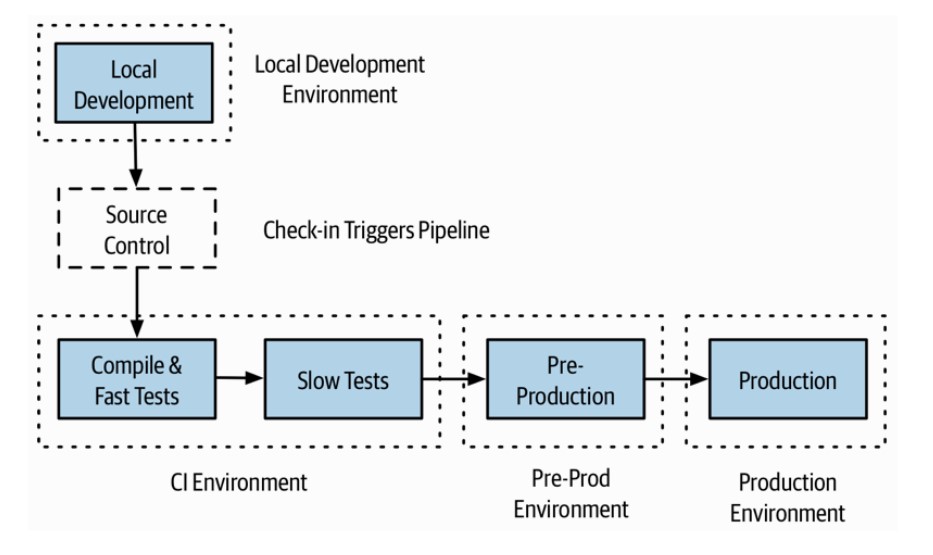 Local
Development
Local Development
Environment
Source
Control
Check-in Triggers Pipeline
Compile &
Fast Tests
Slow Tests
Pre-
Production
Production
CI Environment
Pre-Prod
Environment
Production
Environment